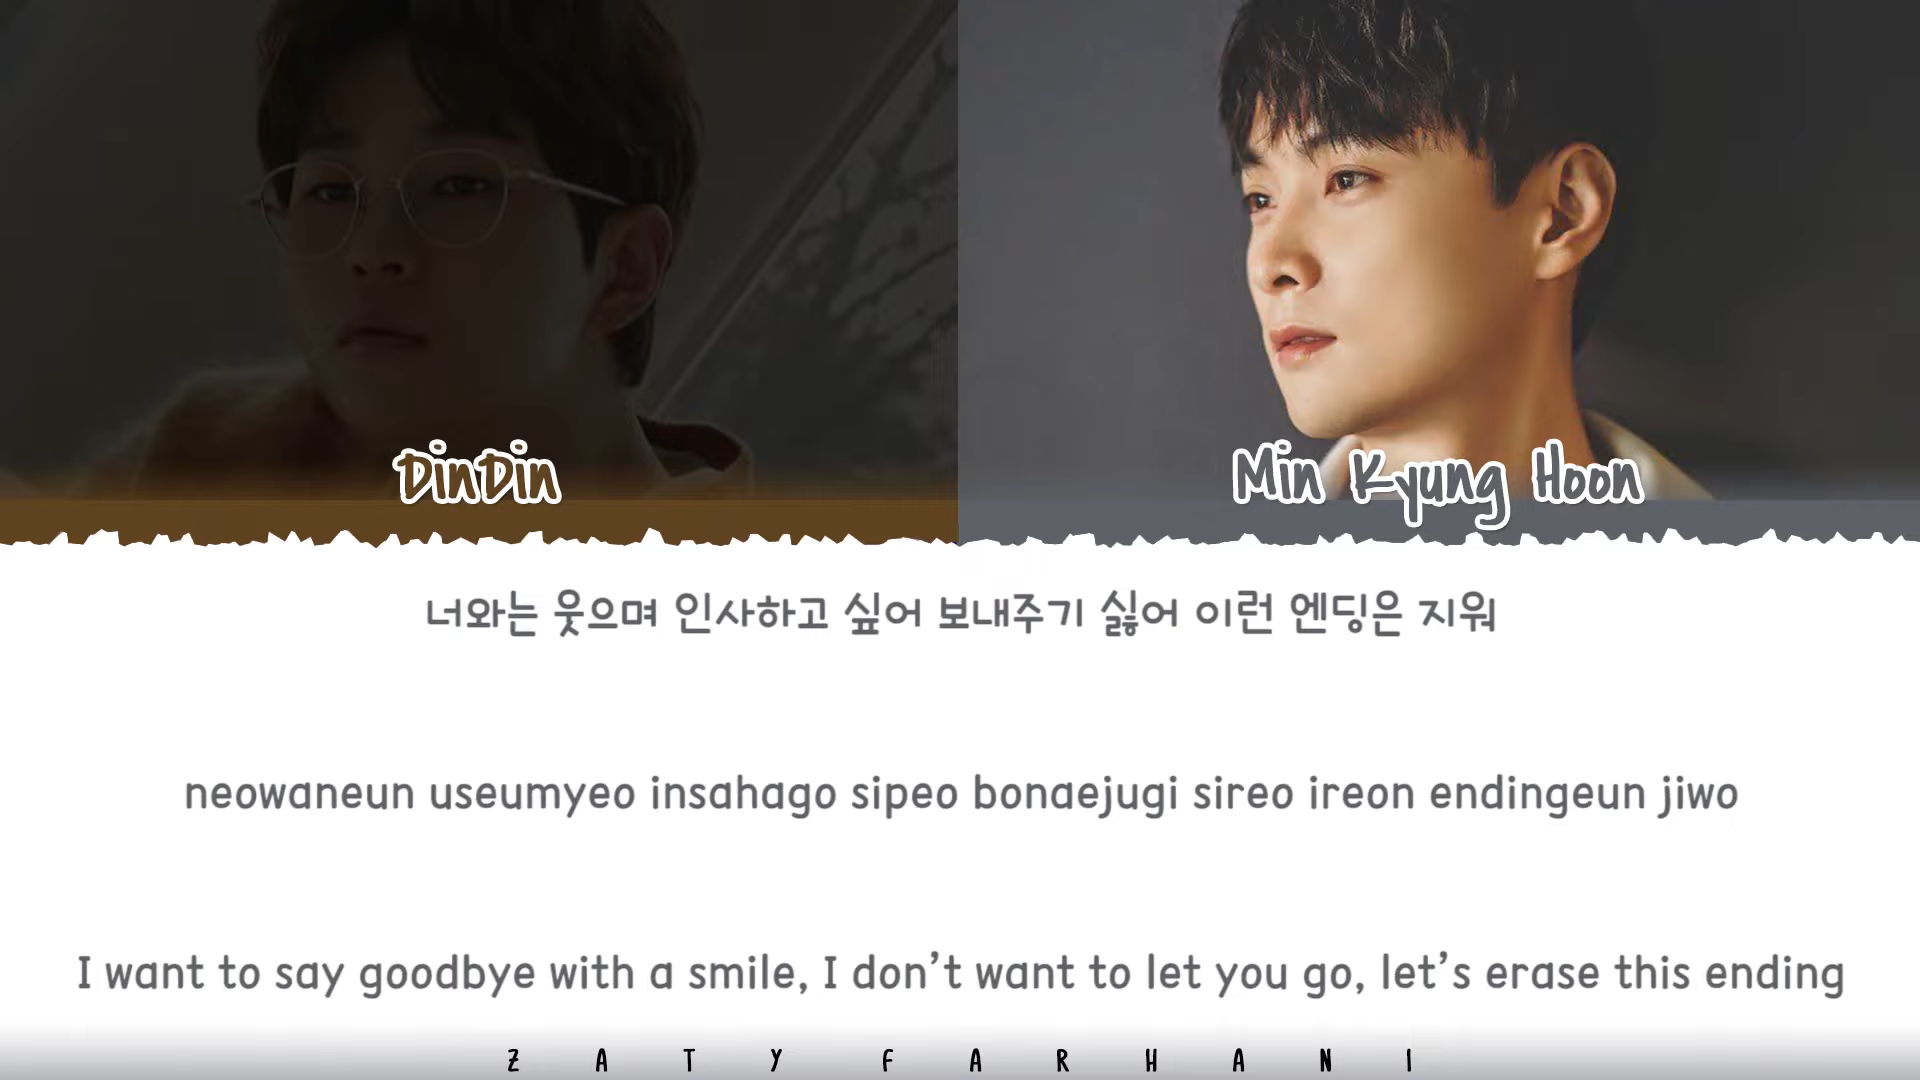 DinDin
Min Kyung Hoon
너와는 웃으며 인사하고 싶어 보내주기 싫어 이런 엔딩은 지워
neowaneun useumyeo insahago sipeo bonaejugi sireo ireon endingeun jiwo
I want to say goodbye with a smile, I don’t want to let you go, let’s erase this ending
ZATY FARHANI